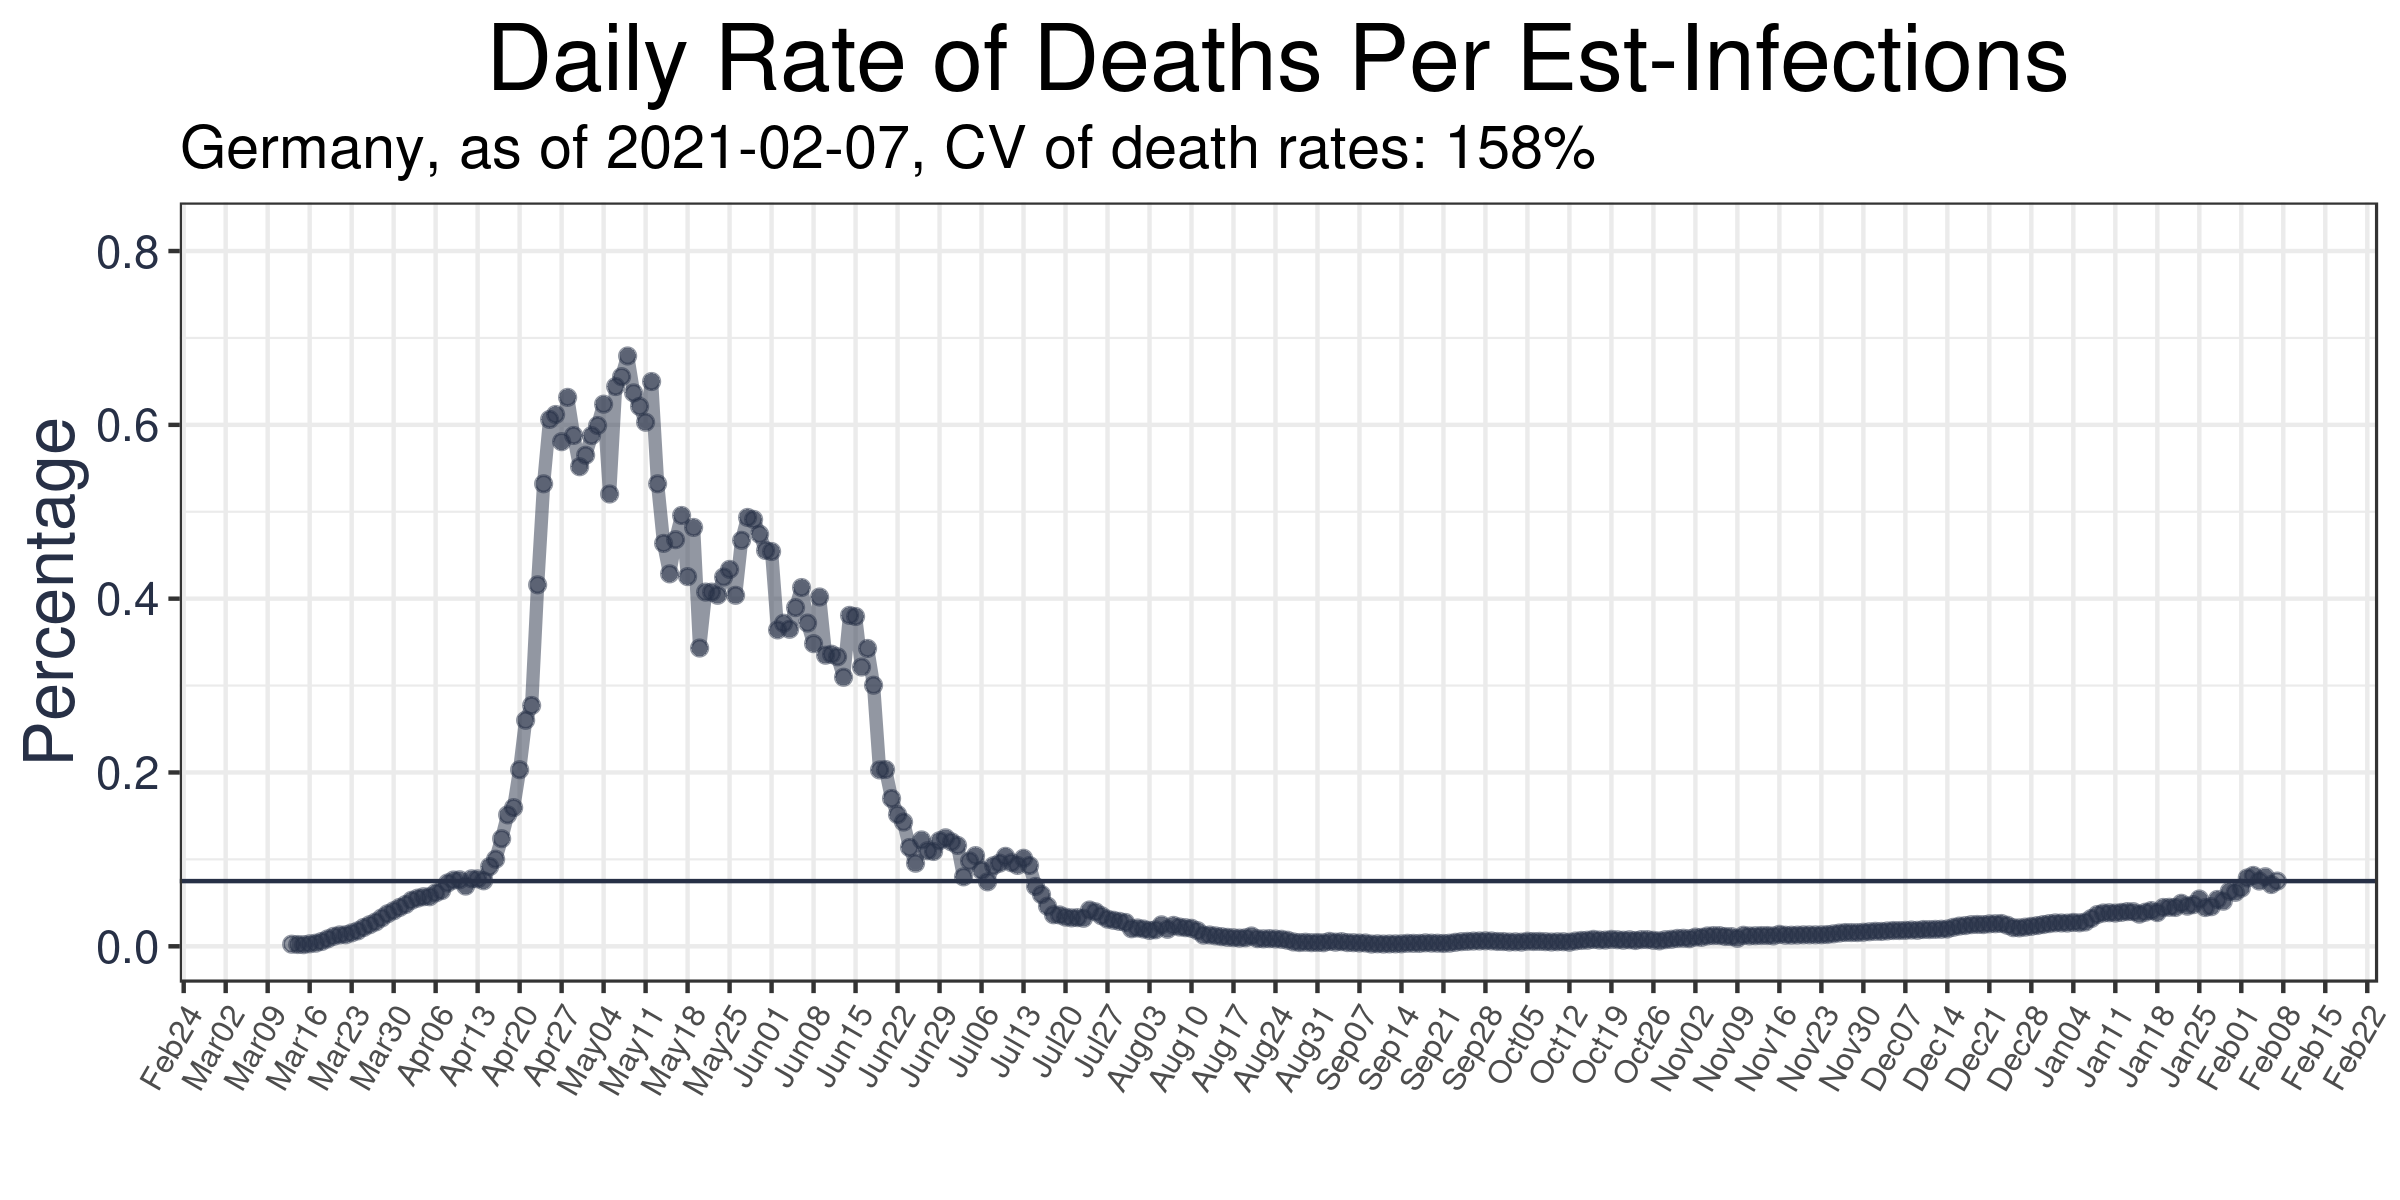 Daily Rate of Deaths Per Est-Infections
Germany, as of 2021-02-07, CV of death rates: 158%
Percentage
0.8
0.6
0.4
0.2
0.0
Feb24
Mar02
Mar09
Mar16
Mar23
Mar30
Apr06
Apr13
Apr20
Apr27
May04
May11
May18
May25
Jun01
Jun08
Jun15
Jun22
Jun29
Jul06
Jul13
Jul20
Jul27
Aug03
Aug10
Aug17
Aug24
Aug31
Sep07
Sep14
Sep21
Sep28
Oct05
Oct12
Oct19
Oct26
Nov02
Nov09
Nov16
Nov23
Nov30
Dec07
Dec14
Dec21
Dec28
Jan04
Jan11
Jan18
Jan25
Feb01
Feb08
Feb15
Feb22